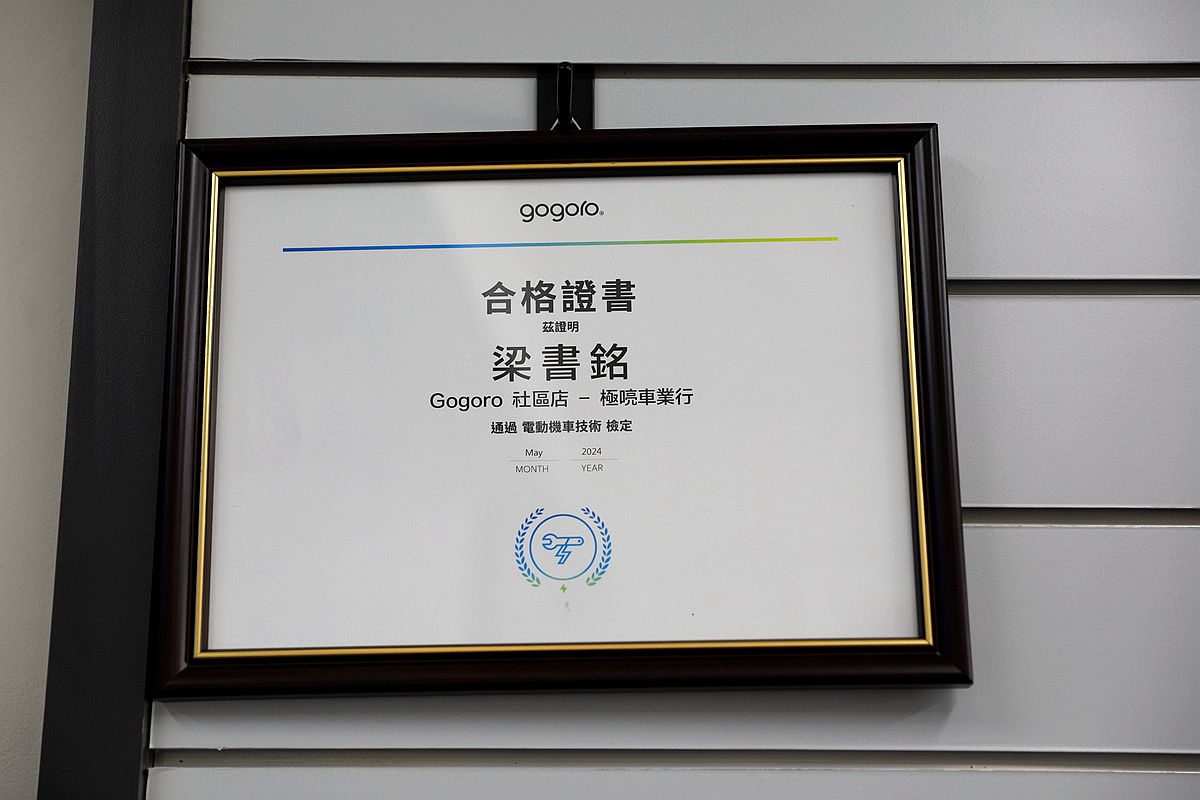 gogoro®
合格證書
茲證明
梁書銘
Gogoro 社區店 – 極喨車業行
通過 電動機車技術 檢定
May 2024
MONTH YEAR